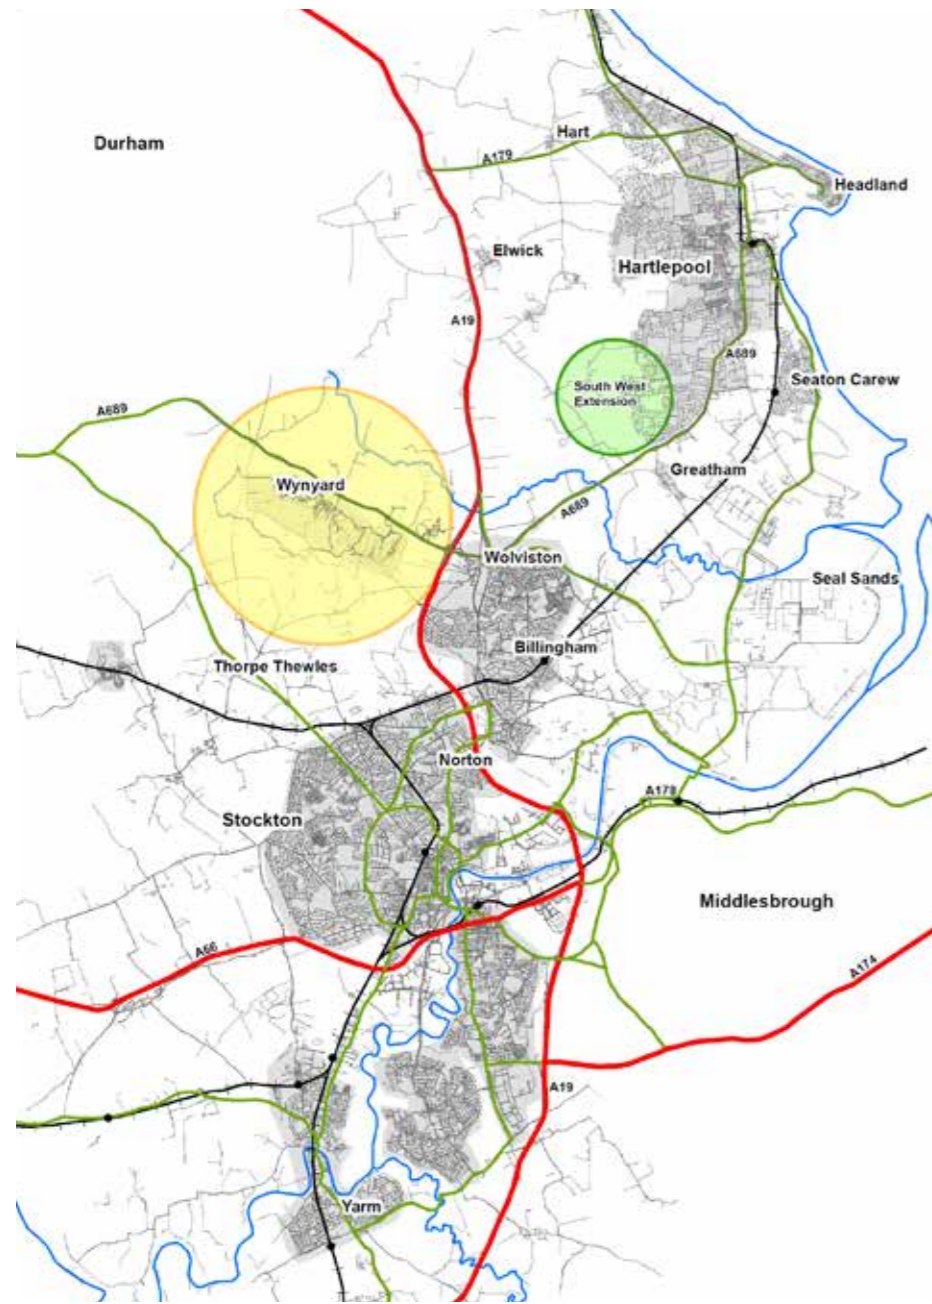 Durham
Hart
A179
Headland
Elwick
Hartlepool
A19
A689
South West
Extension
Seaton Carew
A689
Greatham
Wynyard
A689
Wolviston
Seal Sands
Billingham
Thorpe Thewles
Norton
A178
Stockton
Middlesbrough
A66
A174
A19
Yarm